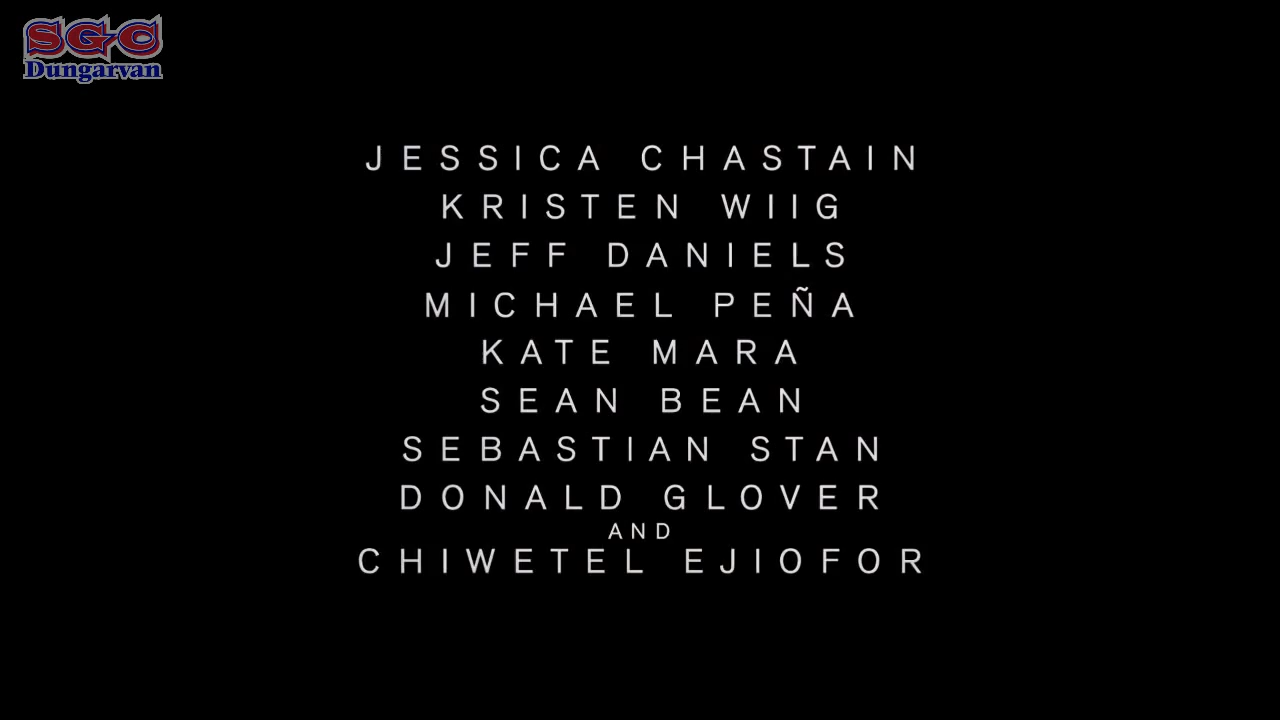 SGC
Dungarvan
JESSICA CHASTAIN
KRISTEN WIIG
JEFF DANIELS
MICHAEL PEÑA
KATE MARA
SEAN BEAN
SEBASTIAN STAN
DONALD GLOVER
AND
CHIWETEL EJIOFOR